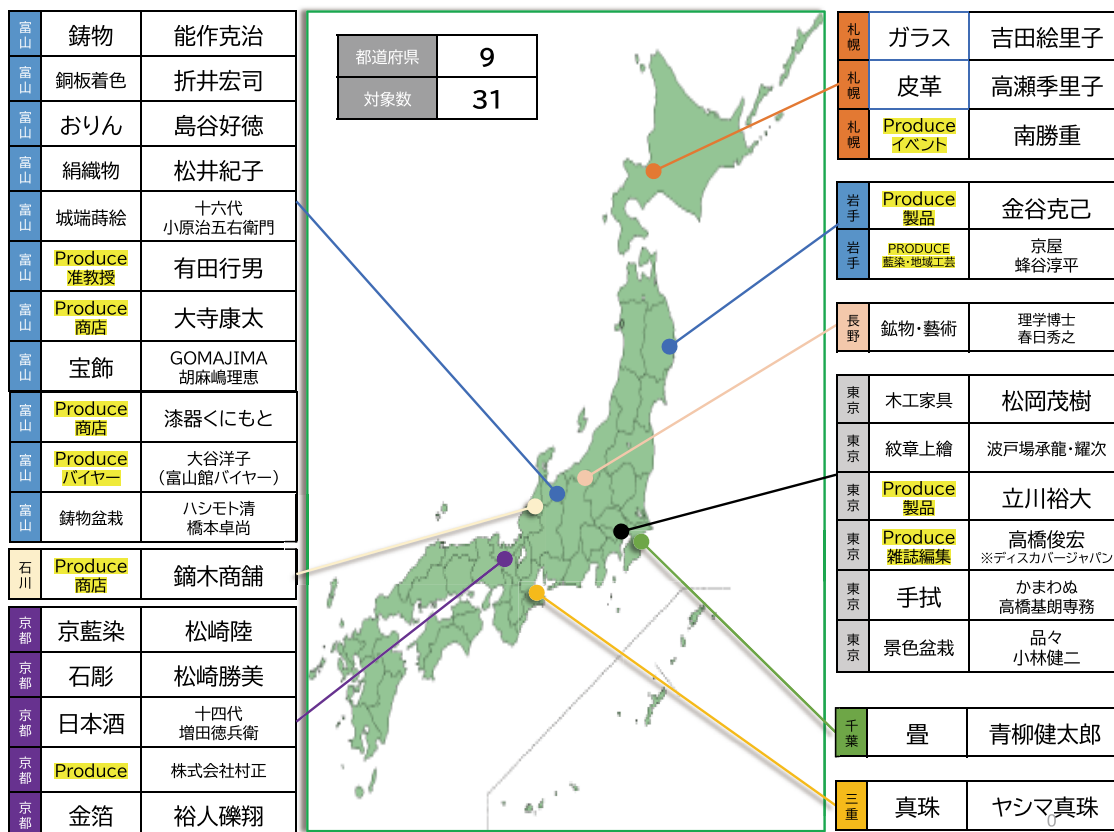 富山 鋳物 能作克治
富山 銅板着色 折井宏司
富山 おりん 島谷好徳
富山 絹織物 松井紀子
富山 城端蒔絵 十六代
小原治五右衛門
富山 Produce
准教授 有田行男
富山 Produce
商店 大寺康太
富山 宝飾 GOMAJIMA
胡麻嶋理恵
富山 Produce
商店 漆器くにもと
富山 Produce
バイヤー 大谷洋子
(富山館バイヤー)
富山 鋳物盆栽 ハシモト清
橋本卓尚
石川 Produce
商店 鏑木商舗
京都 京藍染 松崎陸
京都 石彫 松崎勝美
京都 日本酒 十四代
増田徳兵衛
京都 Produce 株式会社村正
京都 金箔 裕人礫翔
都道府県 9
対象数 31
札幌 ガラス 吉田絵里子
札幌 皮革 高瀬季里子
札幌 Produce
イベント 南勝重
岩手 Produce
製品 金谷克己
岩手 PRODUCE
藍染・地域工芸 京屋
蜂谷淳平
長野 鉱物・藝術 理学博士
春日秀之
東京 木工家具 松岡茂樹
東京 紋章上繪 波戸場承龍・耀次
東京 Produce
製品 立川裕大
東京 Produce
雑誌編集 高橋俊宏
※ディスカバージャパン
東京 手拭 かまわぬ
高橋基朗専務
東京 景色盆栽 品々
小林健二
千葉 畳 青柳健太郎
三重 真珠 ヤシマ真珠
0